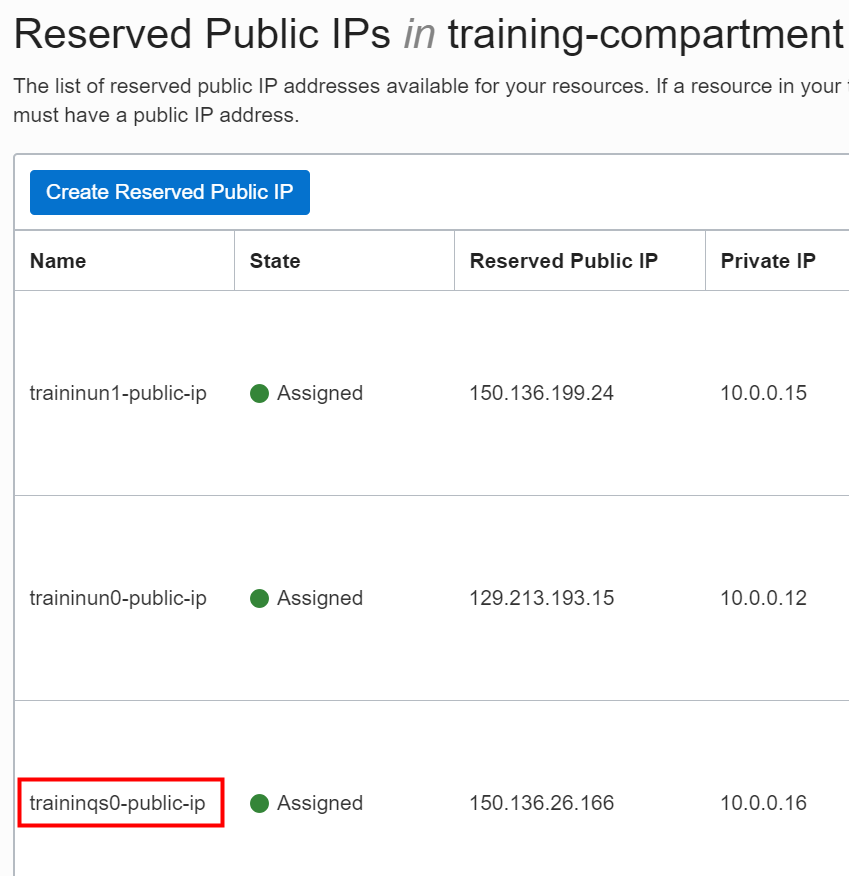 Reserved Public IPs in training-compartment
The list of reserved public IP addresses available for your resources. If a resource in your
must have a public IP address.
Create Reserved Public IP
Name State Reserved Public IP Private IP
traininun1-public-ip Assigned 150.136.199.24 10.0.0.15
traininun0-public-ip Assigned 129.213.193.15 10.0.0.12
traininqs0-public-ip Assigned 150.136.26.166 10.0.0.16